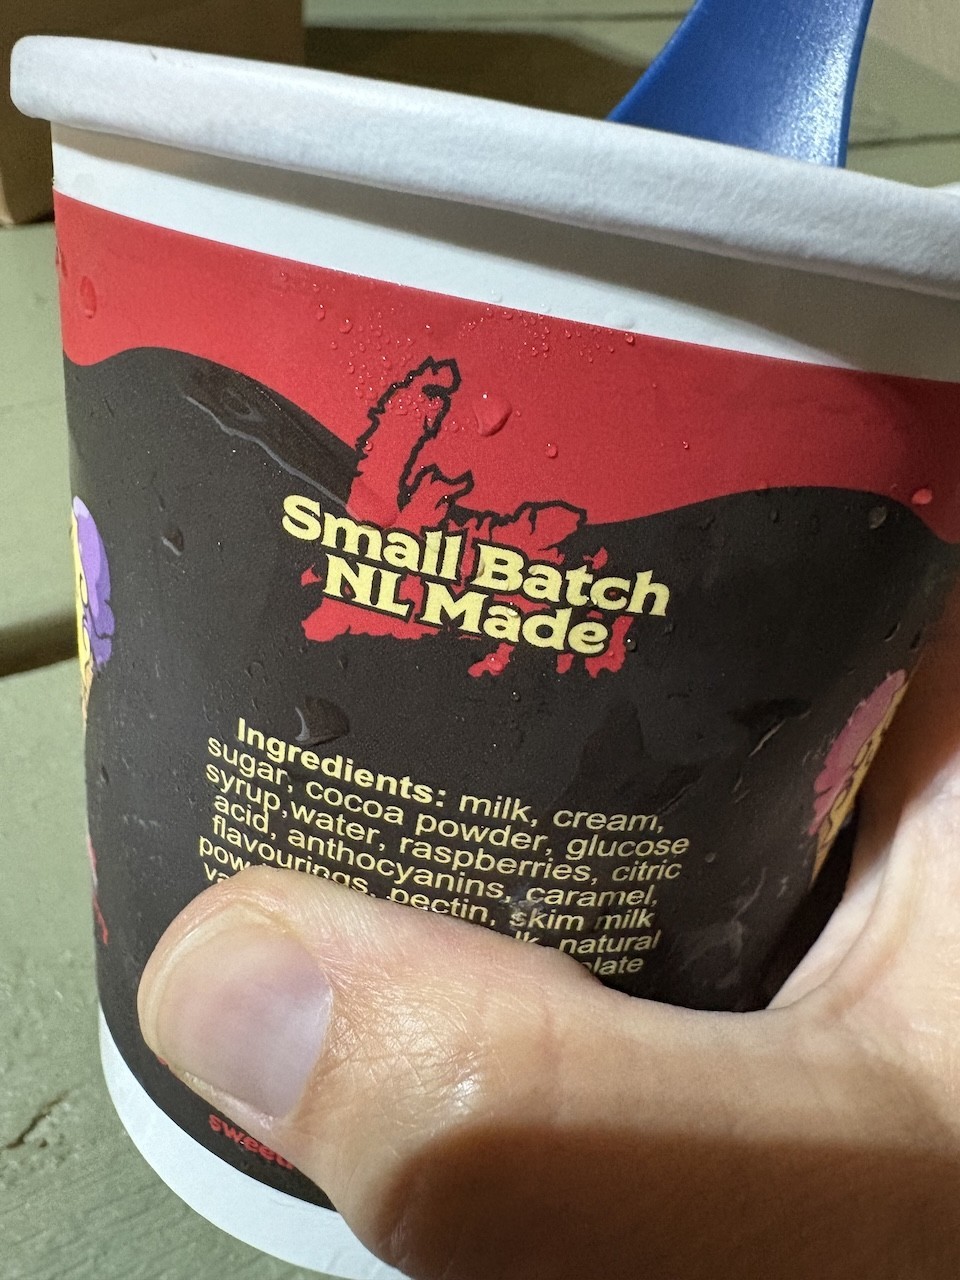 Small Batch
NL Made
Ingredients: milk, cream,
sugar, cocoa powder, glucose
syrup,water, raspberries, citric
acid, anthocyanins, caramel,
flavourings, pectin, skim milk
natural